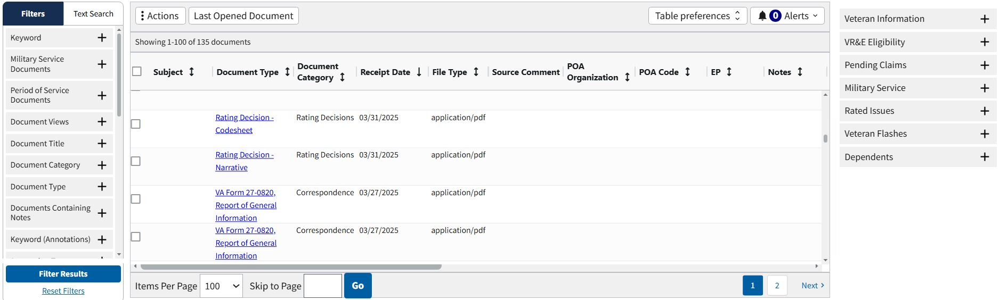 Filters
Text Search
Keyword
Military Service
Documents
Period of Service
Documents
Document Views
Document Title
Document Category
Document Type
Documents Containing
Notes
Keyword (Annotations)
Filter Results
Reset Filters
Actions
Last Opened Document
Table preferences
0 Alerts
Showing 1-100 of 135 documents
Subject
Document Type
Document
Category
Receipt Date
File Type
Source Comment
POA
Organization
POA Code
EP
Notes
Rating Decision -
Codesheet
Rating Decisions
03/31/2025
application/pdf
Rating Decision -
Narrative
Rating Decisions
03/31/2025
application/pdf
VA Form 27-0820,
Report of General
Information
Correspondence
03/27/2025
application/pdf
VA Form 27-0820,
Report of General
Information
Correspondence
03/27/2025
application/pdf
Items Per Page
100
Skip to Page
Go
1
2
Next
Veteran Information
VR&E Eligibility
Pending Claims
Military Service
Rated Issues
Veteran Flashes
Dependents